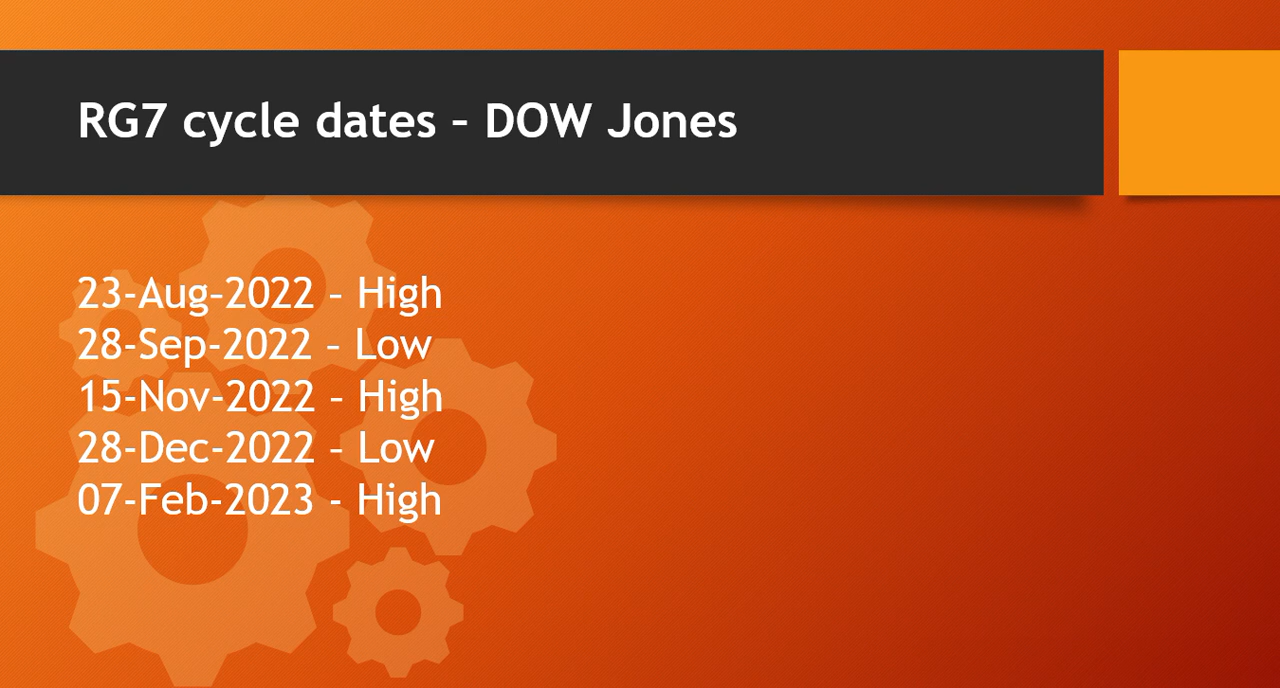 RG7 cycle dates – DOW Jones
23-Aug-2022 – High
28-Sep-2022 – Low
15-Nov-2022 – High
28-Dec-2022 – Low
07-Feb-2023 - High